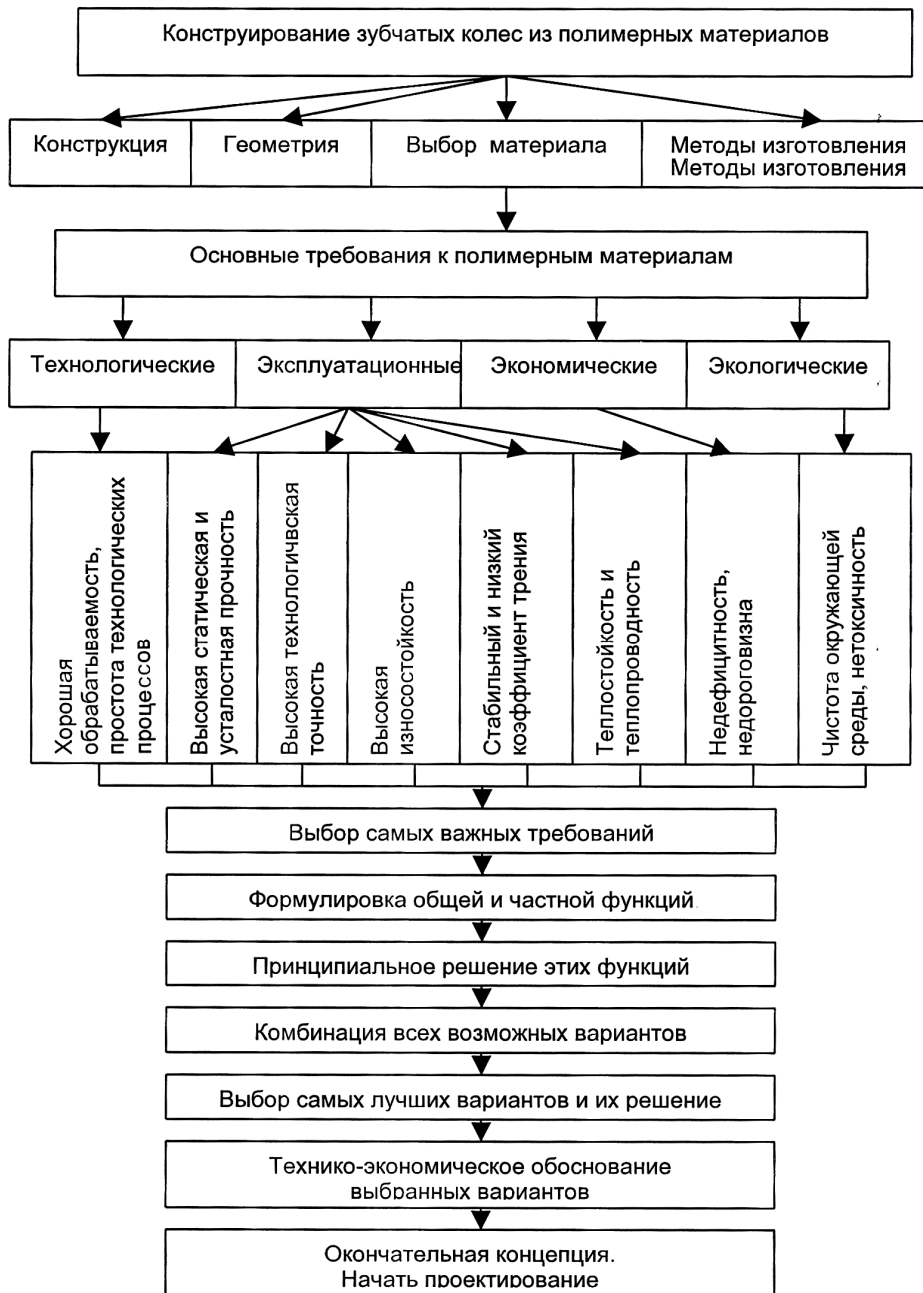 Конструирование зубчатых колес из полимерных материалов
Конструкция
Геометрия
Выбор материала
Методы изготовления
Методы изготовления
Основные требования к полимерным материалам
Технологические
Эксплуатационные
Экономические
Экологические
Хорошая
обрабатываемость,
простота технологических
процессов
Высокая статическая и
усталостная прочность
Высокая технологичвская
точность
Высокая
износостойкость
Стабильный и низкий
коэффициент трения
Теплостойкость и
теплопроводность
Недефицитность,
недороговизна
Чистота окружающей
среды, нетоксичность
Выбор самых важных требований
Формулировка общей и частной функций
Принципиальное решение этих функций
Комбинация всех возможных вариантов
Выбор самых лучших вариантов и их решение
Технико-экономическое обоснование
выбранных вариантов
Окончательная концепция.
Начать проектирование